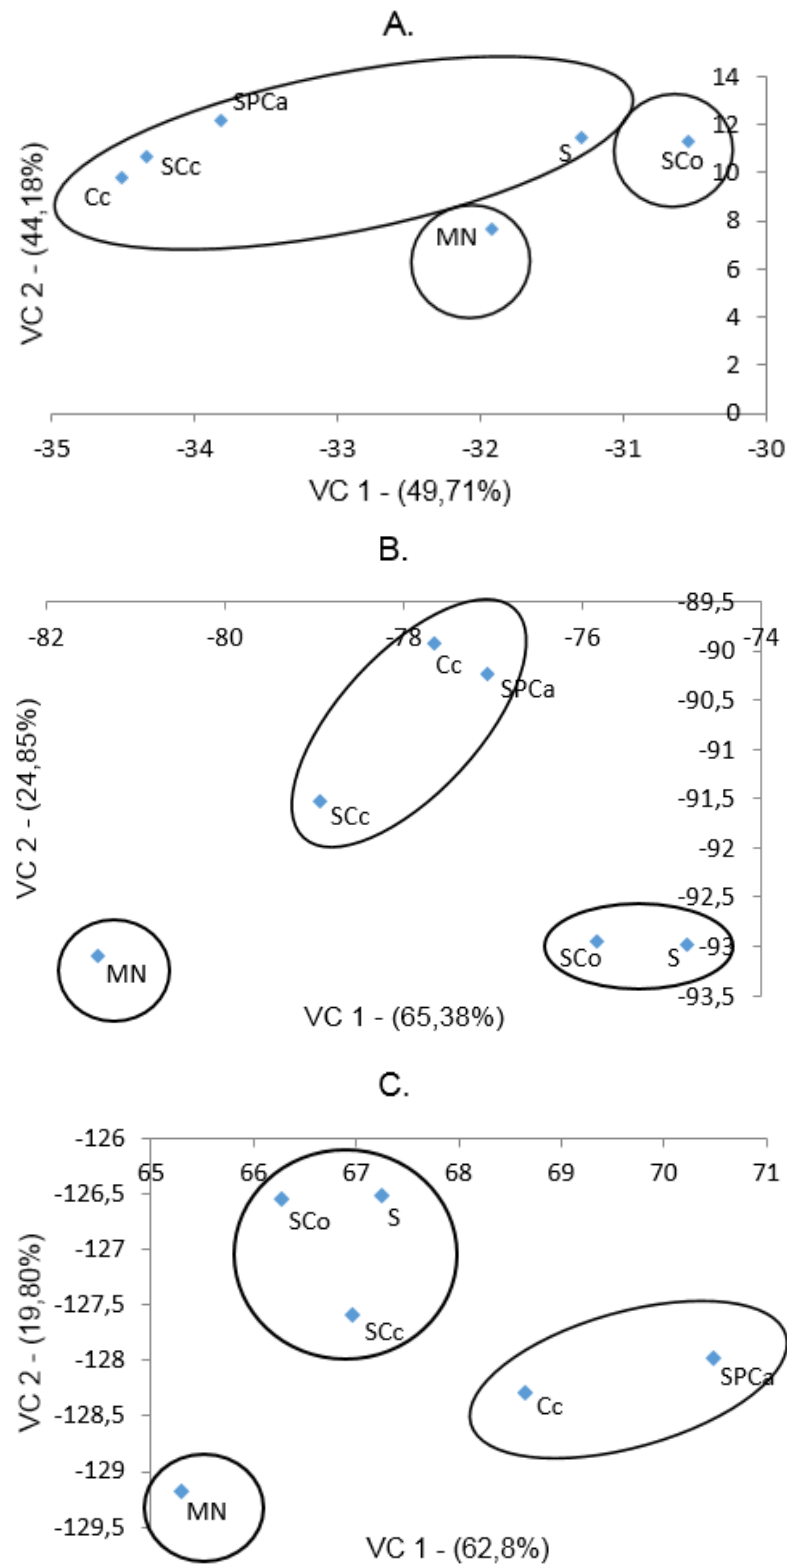 A.
14
SPCa
12
S
SCo
SCc
10
Cc
8
MN
6
4
2
0
VC 2 - (44,18%)
-35 -34 -33 -32 -31 -30
VC 1 - (49,71%)
B.
-89,5
-82 -80 -78 -76 -74
Cc
-90
SPCa
-90,5
-91
-91,5
SCc
-92
-92,5
SCo
S
-93
MN
-93,5
VC 2 - (24,85%)
VC 1 - (65,38%)
C.
-126
65 66 67 68 69 70 71
-126,5
SCo
S
-127
-127,5
SCc
-128
SPCa
Cc
-128,5
-129
MN
-129,5
VC 2 - (19,80%)
VC 1 - (62,8%)